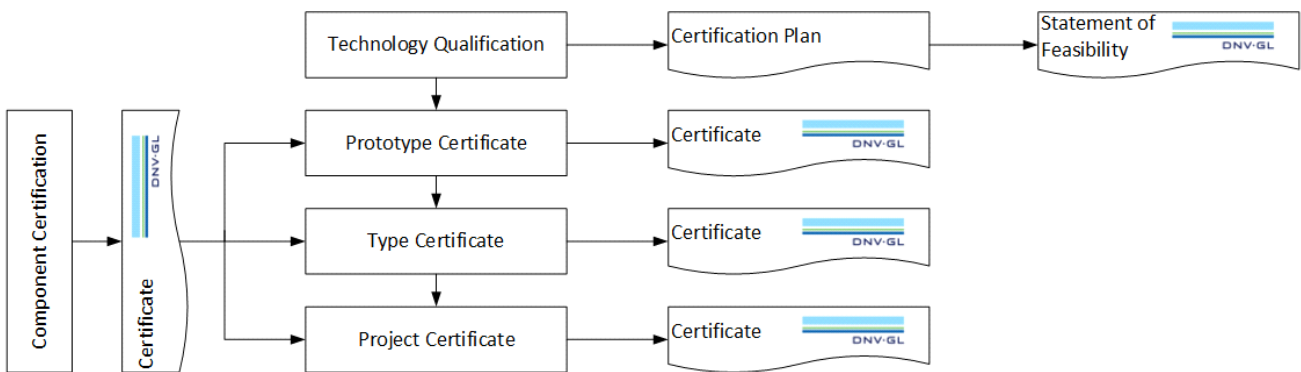 Technology Qualification
Certification Plan
Statement of
Feasibility
DNV·GL
Component Certification
Certificate
DNV·GL
Prototype Certificate
Certificate
DNV·GL
Type Certificate
Certificate
DNV·GL
Project Certificate
Certificate
DNV·GL